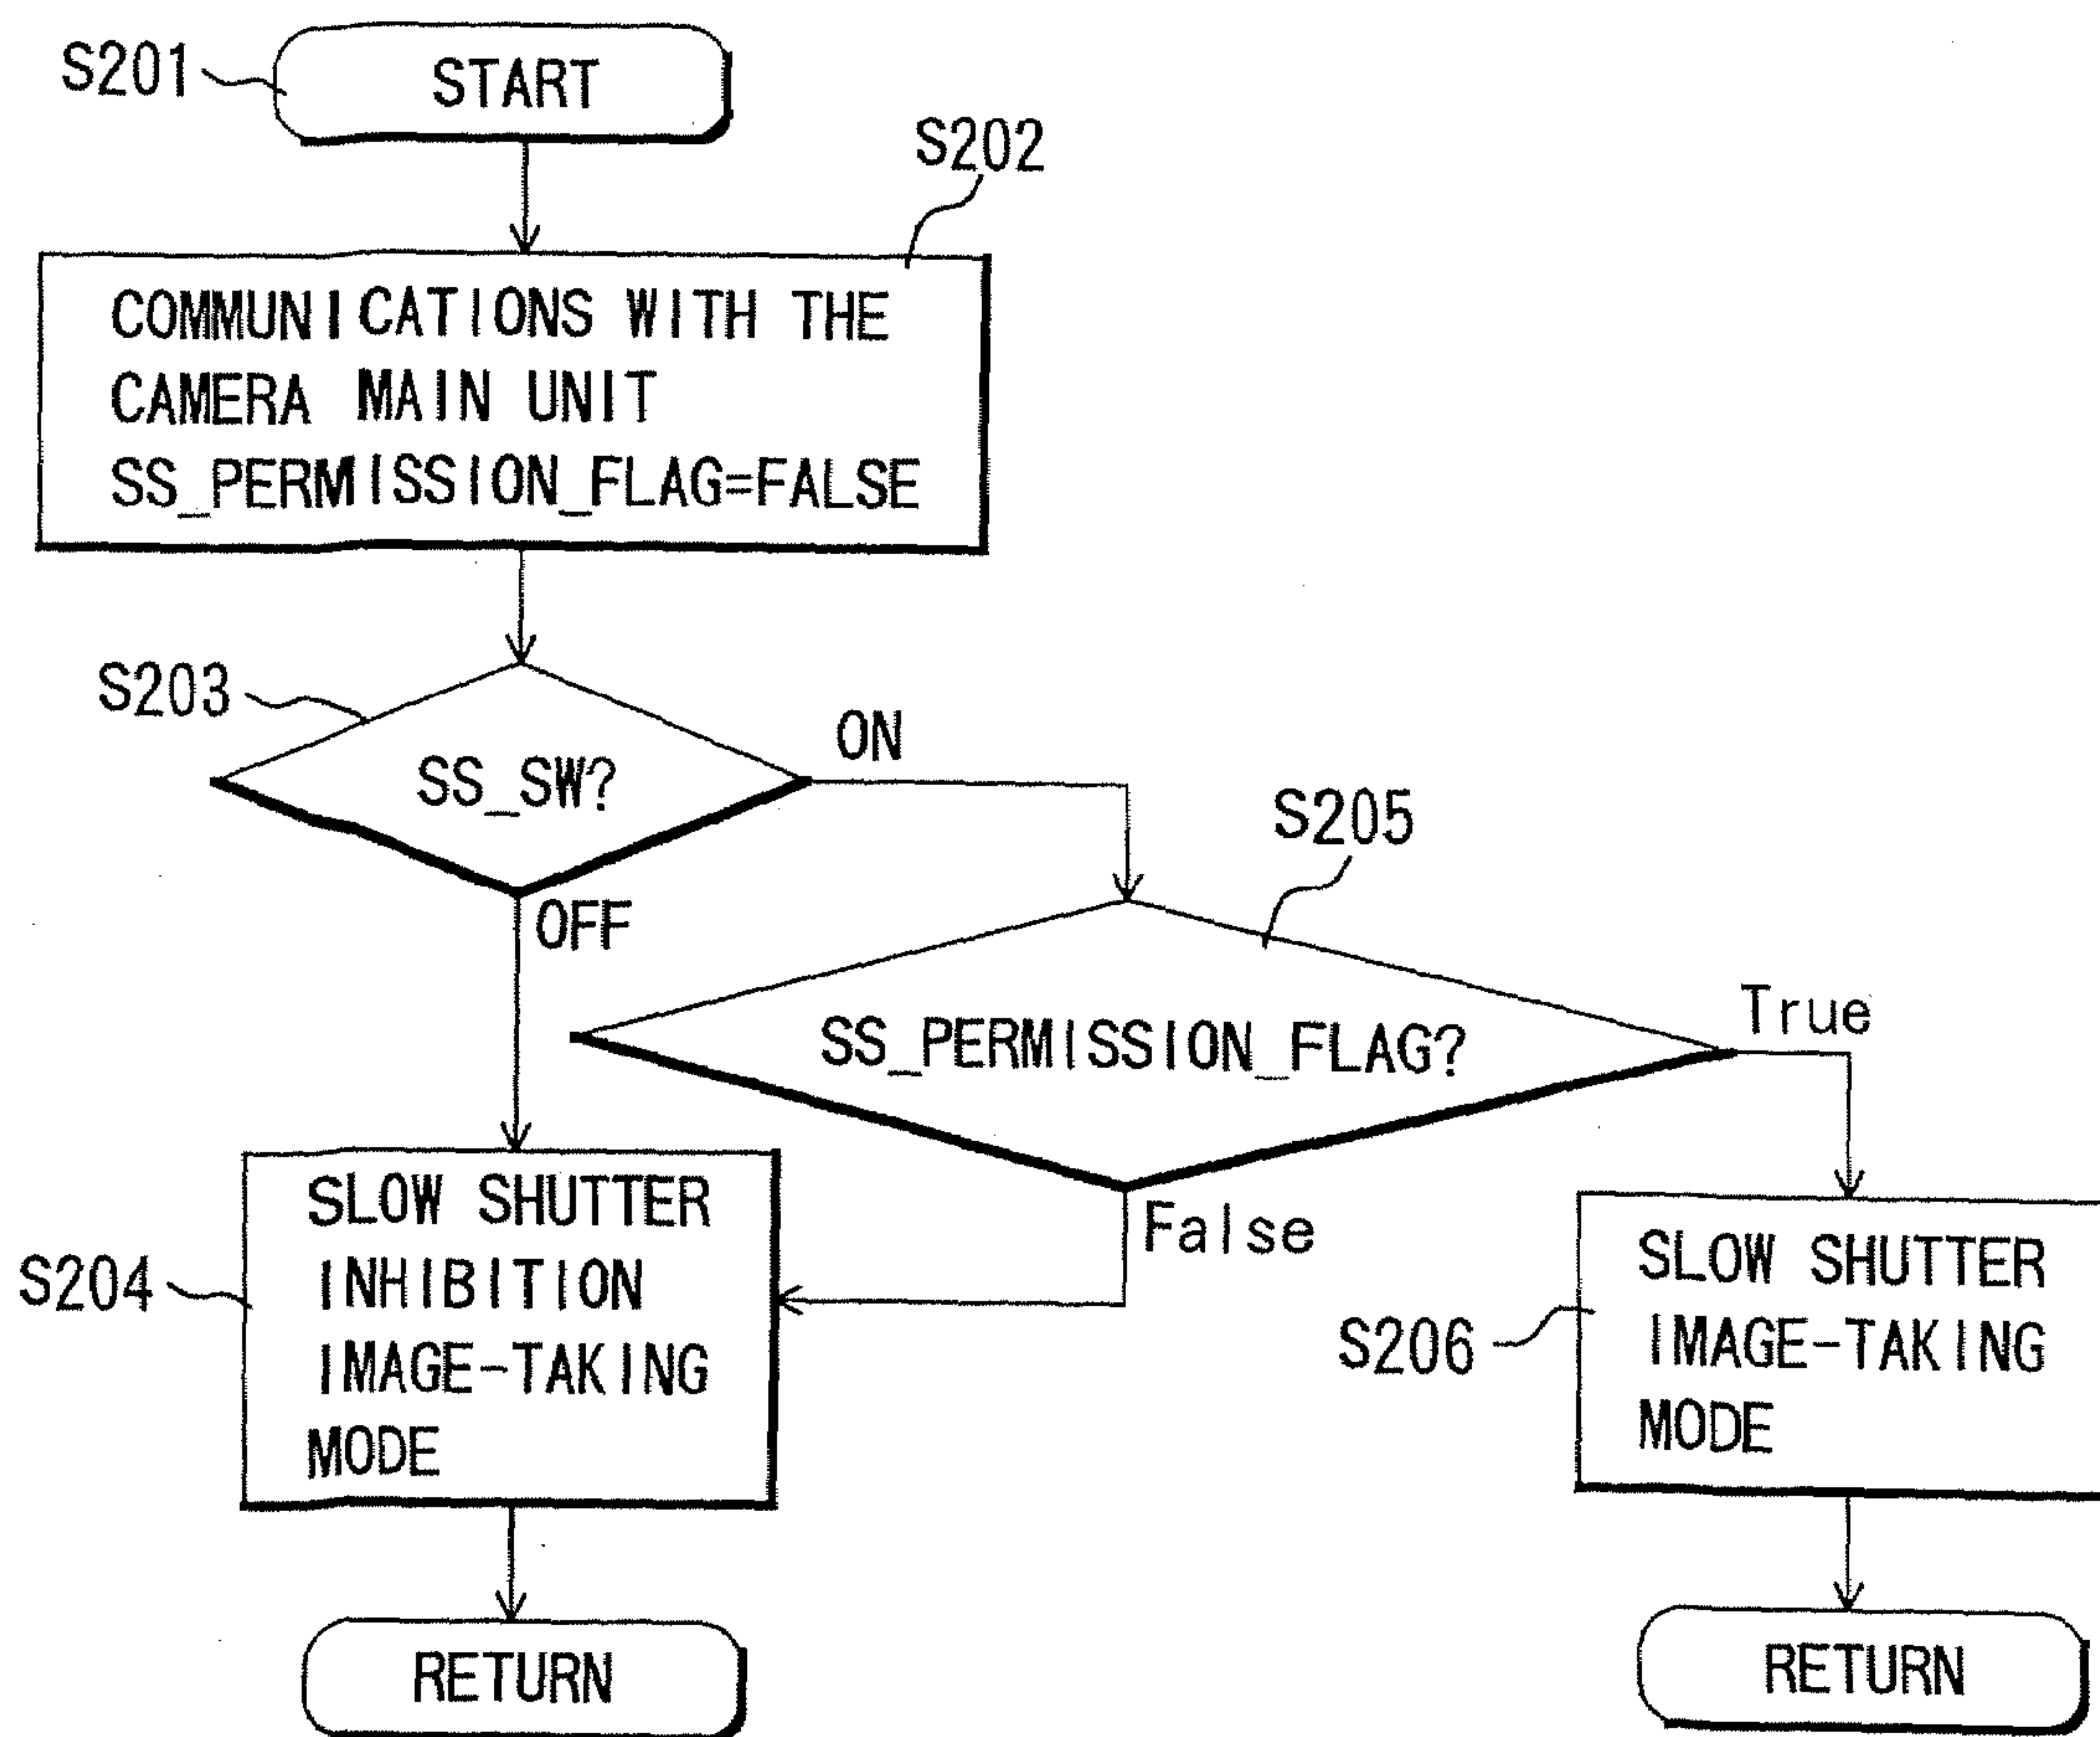 S201
START
S202
COMMUNICATIONS WITH THE
CAMERA MAIN UNIT
SS_PERMISSION_FLAG=FALSE
S203
SS_SW?
ON
OFF
S205
SS_PERMISSION_FLAG?
True
False
S204
SLOW SHUTTER
INHIBITION
IMAGE-TAKING
MODE
S206
SLOW SHUTTER
IMAGE-TAKING
MODE
RETURN
RETURN